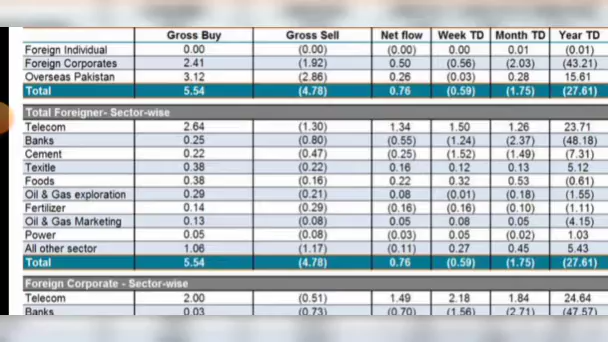 Gross Buy Gross Sell Net flow Week TD Month TD Year TD
Foreign Individual 0.00 (0.00) (0.00) 0.00 0.01 (0.01)
Foreign Corporates 2.41 (1.92) 0.50 (0.56) (2.03) (43.21)
Overseas Pakistan 3.12 (2.86) 0.26 (0.03) 0.28 15.61
Total 5.54 (4.78) 0.76 (0.59) (1.75) (27.61)
Total Foreigner- Sector-wise
Telecom 2.64 (1.30) 1.34 1.50 1.26 23.71
Banks 0.25 (0.80) (0.55) (1.24) (2.37) (48.18)
Cement 0.22 (0.47) (0.25) (1.52) (1.49) (7.31)
Texitle 0.38 (0.22) 0.16 0.12 0.13 5.12
Foods 0.38 (0.16) 0.22 0.32 0.53 (0.61)
Oil & Gas exploration 0.29 (0.21) 0.08 (0.01) (0.18) (1.55)
Fertilizer 0.14 (0.29) (0.16) (0.16) (0.10) (1.11)
Oil & Gas Marketing 0.13 (0.08) 0.05 0.08 0.05 (4.15)
Power 0.05 (0.08) (0.03) 0.05 (0.02) 1.03
All other sector 1.06 (1.17) (0.11) 0.27 0.45 5.43
Total 5.54 (4.78) 0.76 (0.59) (1.75) (27.61)
Foreign Corporate - Sector-wise
Telecom 2.00 (0.51) 1.49 2.18 1.84 24.64
Banks 0.03 (0.73) (0.70) (1.56) (2.71) (47.57)